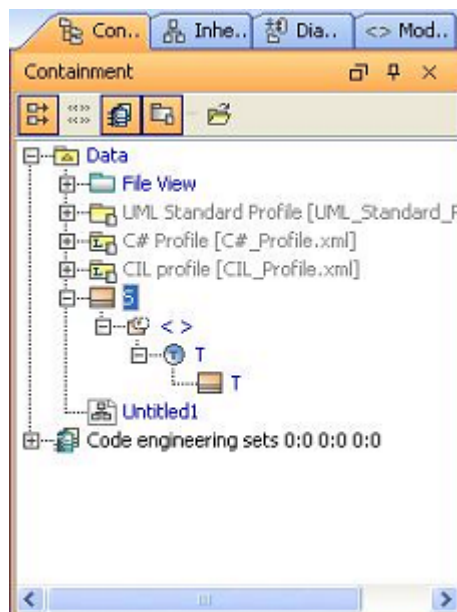 Con.. Inhe.. Dia.. <> Mod..
Containment
Data
File View
UML Standard Profile [UML_Standard_P
C# Profile [C#_Profile.xml]
CIL profile [CIL_Profile.xml]
S
< >
T
T
Untitled1
Code engineering sets 0:0 0:0 0:0